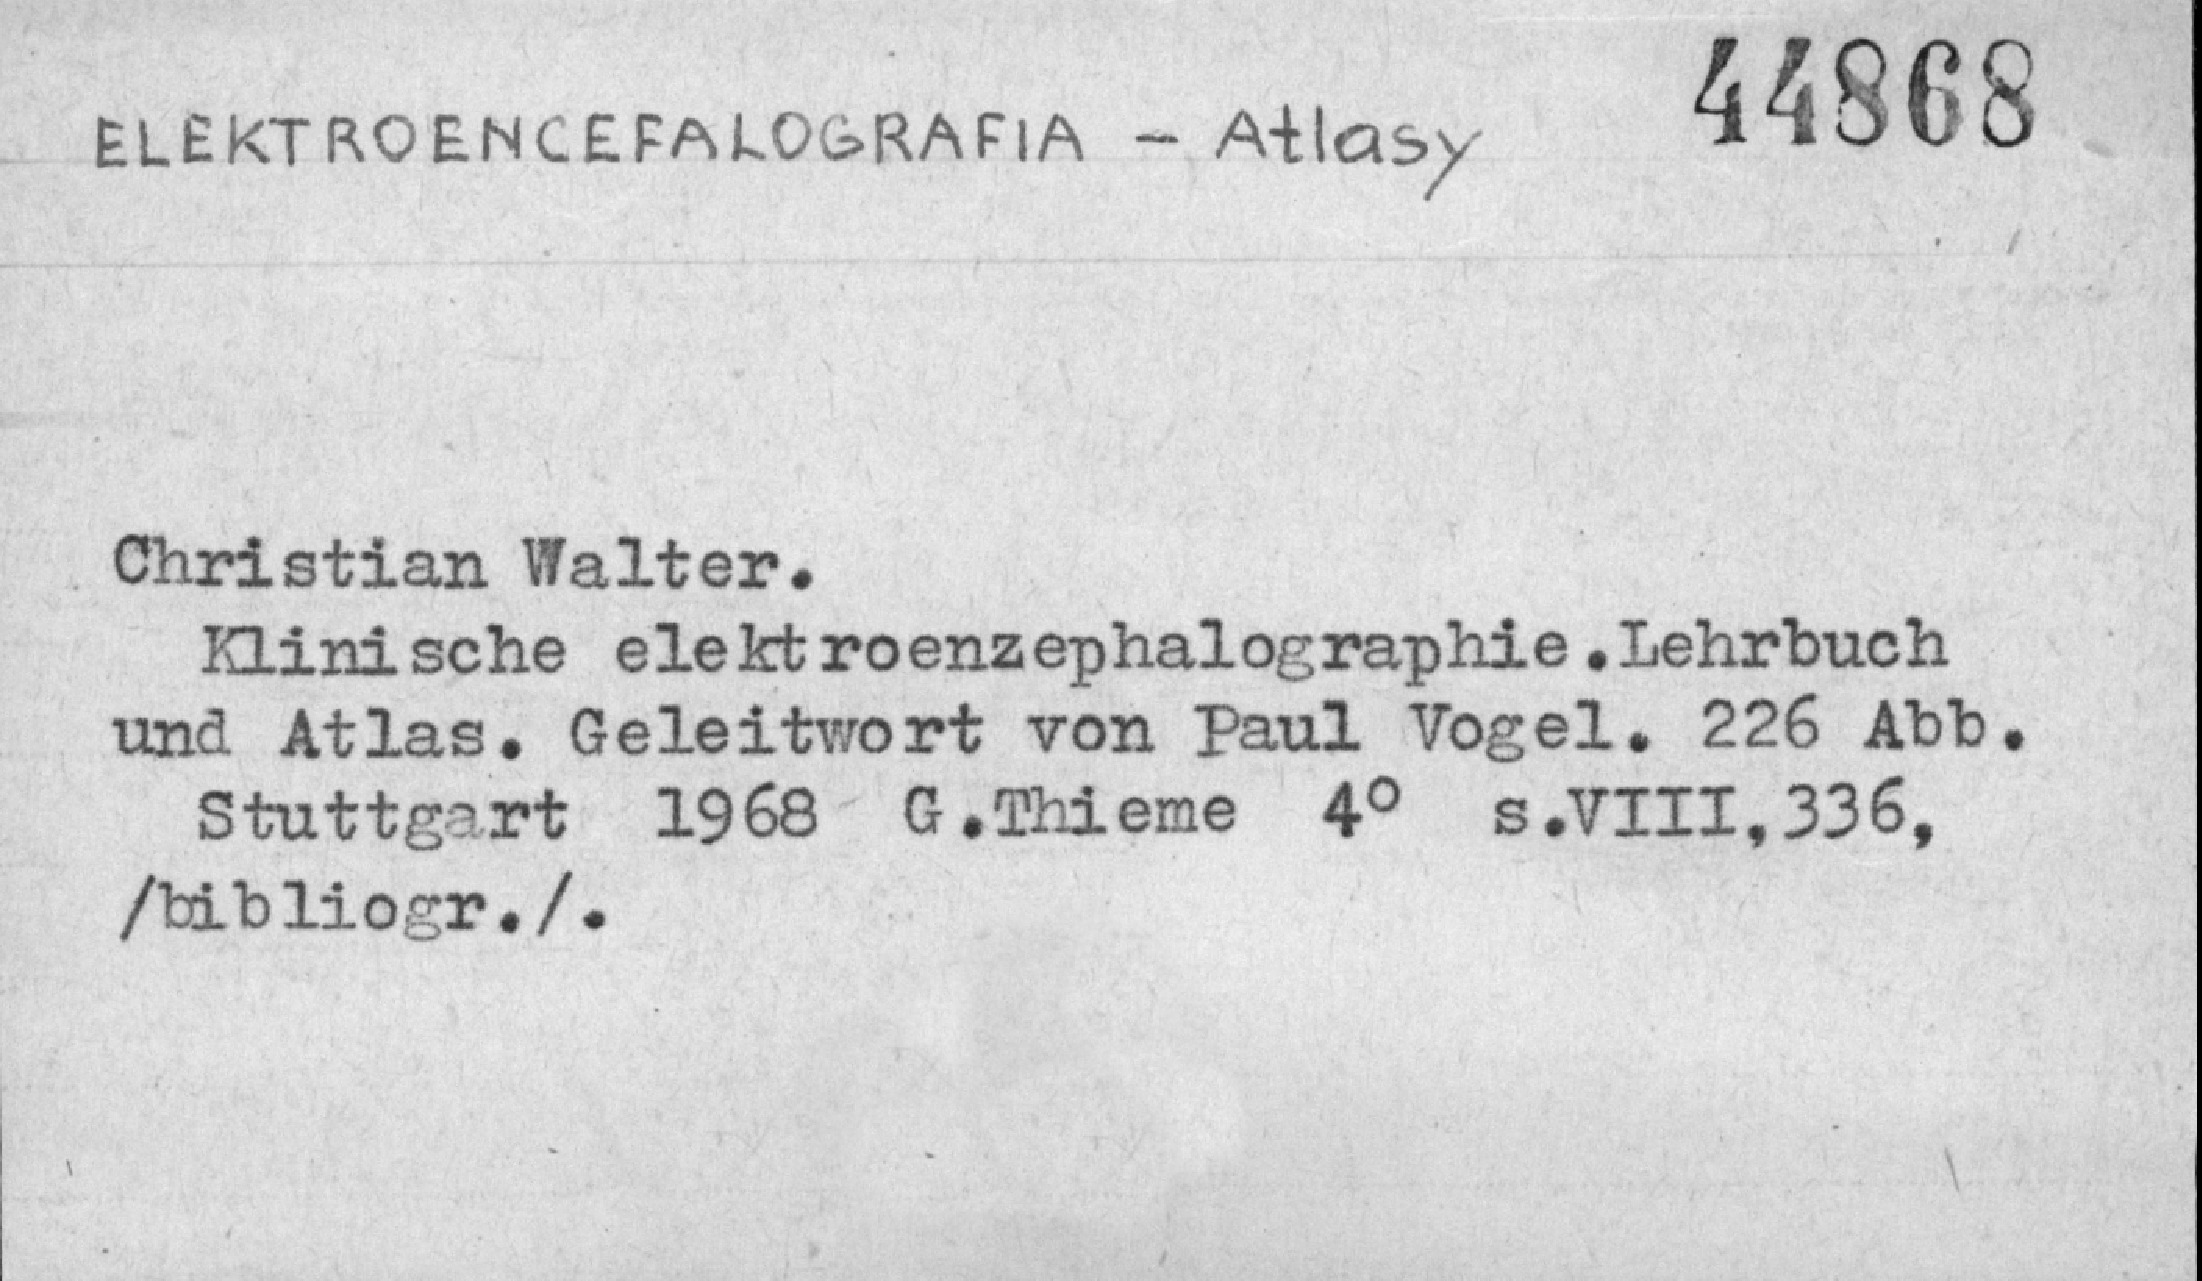 44868
ELEKTROENCEFALOGRAFIA - Atlasy
Christian Walter.
Klinische elektroenzephalographie.Lehrbuch
und Atlas. Geleitwort von Paul Vogel. 226 Abb.
Stuttgart 1968 G.Thieme 4° s.VIII,336,
/bibliogr./.